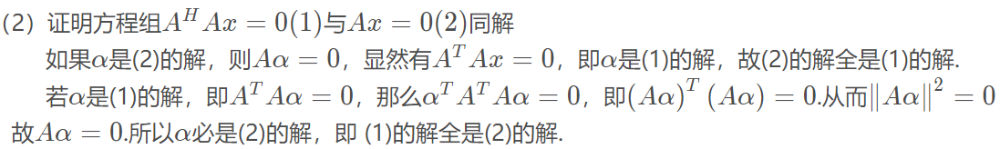 (2) 证明方程组$A^H Ax = 0(1)$与$Ax = 0(2)$同解
如果$\alpha$是(2)的解，则$A\alpha = 0$，显然有$A^T Ax = 0$，即$\alpha$是(1)的解，故(2)的解全是(1)的解.
若$\alpha$是(1)的解，即$A^T A\alpha = 0$，那么$\alpha^T A^T A\alpha = 0$，即$(A\alpha)^T (A\alpha) = 0$.从而$\|A\alpha\|^2 = 0$
故$A\alpha = 0$.所以$\alpha$必是(2)的解，即 (1)的解全是(2)的解.